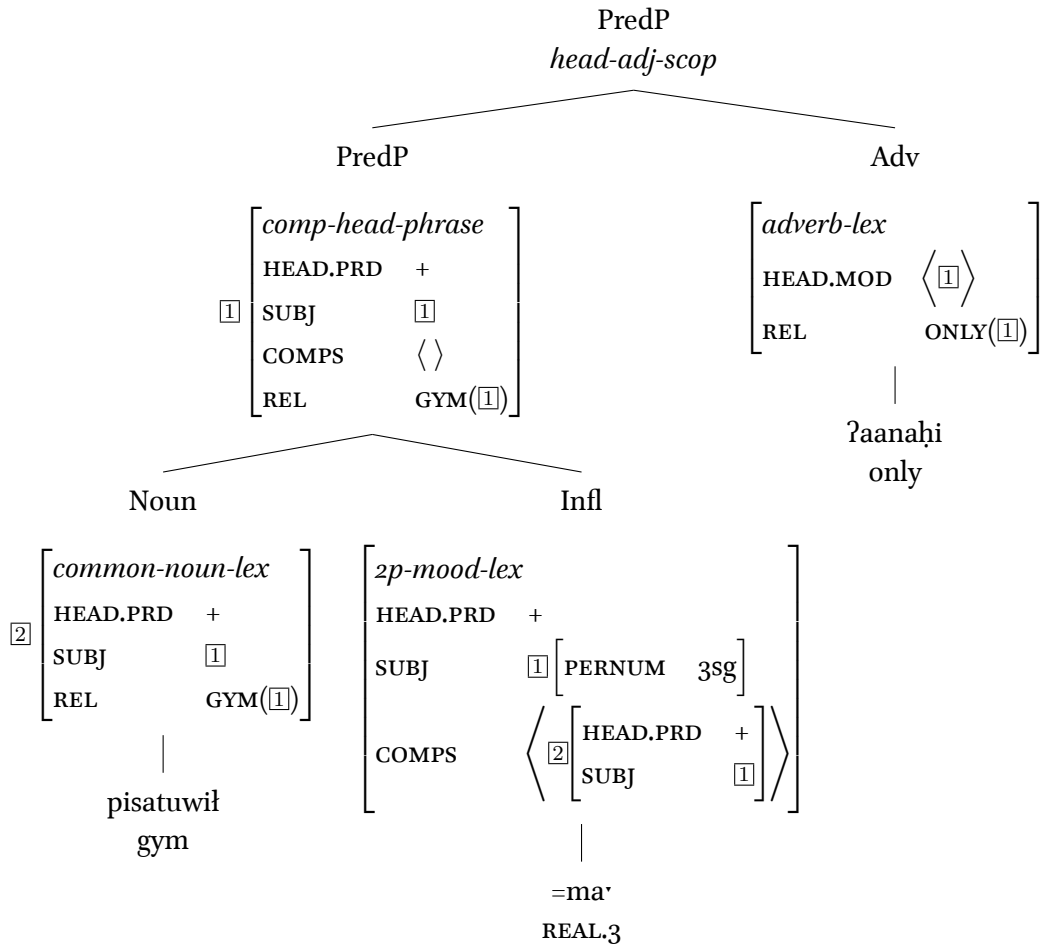 PredP
head-adj-scop
PredP
Adv
1
comp-head-phrase
HEAD.PRD +
SUBJ 1
COMPS ⟨ ⟩
REL GYM(1)
adverb-lex
HEAD.MOD ⟨1⟩
REL ONLY(1)
ʔaanaḥi
only
Noun
Infl
2
common-noun-lex
HEAD.PRD +
SUBJ 1
REL GYM(1)
2p-mood-lex
HEAD.PRD +
SUBJ 1 [PERNUM 3sg]
COMPS ⟨2[HEAD.PRD +
SUBJ 1]⟩
pisatuwił
gym
=maˑ
REAL.3